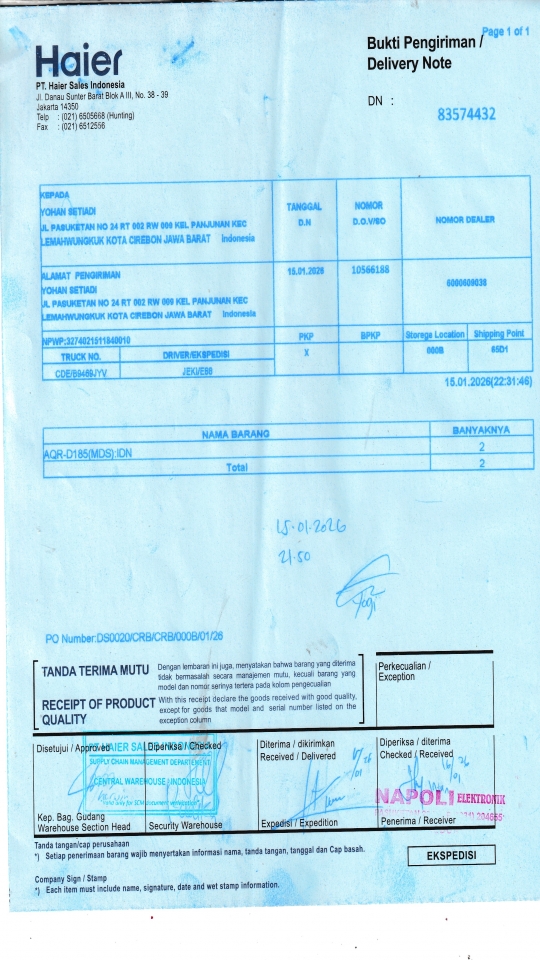 Page 1 of 1
Haier
Bukti Pengiriman /
Delivery Note
PT. Haier Sales Indonesia
Jl. Danau Sunter Barat Blok A III, No. 38 - 39
Jakarta 14350
Telp : (021) 6505668 (Hunting)
Fax : (021) 6512556
DN : 83574432
KEPADA
YOHAN SETIADI
JL PASUKETAN NO 24 RT 002 RW 009 KEL PANJUNAN KEC
LEMAHWUNGKUK KOTA CIREBON JAWA BARAT Indonesia
TANGGAL
D.N
NOMOR
D.O.V/SO
NOMOR DEALER
ALAMAT PENGIRIMAN
YOHAN SETIADI
JL PASUKETAN NO 24 RT 002 RW 009 KEL PANJUNAN KEC
LEMAHWUNGKUK KOTA CIREBON JAWA BARAT Indonesia
15.01.2026
10566188
6000609038
NPWP:3274021511840010
PKP BPKP Storege Location Shipping Point
TRUCK NO. DRIVER/EKSPEDISI X 000B 65D1
CDE/B9469JYV JEKI/EBS
15.01.2026(22:31:46)
NAMA BARANG BANYAKNYA
AQR-D185(MDS):IDN 2
Total 2
15.01.2026
21.50
Yogi
PO Number:DS0020/CRB/CRB/000B/01/26
TANDA TERIMA MUTU
Dengan lembaran ini juga, menyatakan bahwa barang yang diterima
tidak bermasalah secara manajemen mutu, kecuali barang yang
model dan nomor serinya tertera pada kolom pengecualian
RECEIPT OF PRODUCT
QUALITY
With this receipt declare the goods received with good quality,
except for goods that model and serial number listed on the
exception column
Perkecualian /
Exception
Disetujui / Approved
Diperiksa / Checked
Diterima / dikirimkan
Received / Delivered
Diperiksa / diterima
Checked / Received
PT HAIER SALES
SUPPLY CHAIN MANAGEMENT DEPARTEMENT
CENTRAL WAREHOUSE INDONESIA
16/26
/01
NAPOLI ELEKTRONIK
Kep. Bag. Gudang
Warehouse Section Head
Security Warehouse
Expedisi / Expedition
Penerima / Receiver
Tanda tangan/cap perusahaan
*) Setiap penerimaan barang wajib menyertakan informasi nama, tanda tangan, tanggal dan Cap basah.
EKSPEDISI
Company Sign / Stamp
*) Each item must include name, signature, date and wet stamp information.